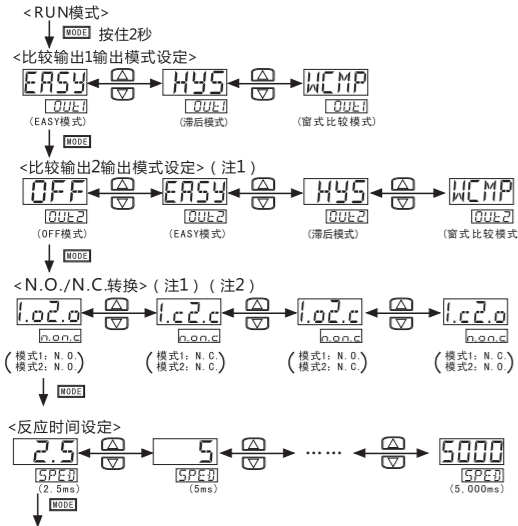 <RUN模式>
MODE 按住2秒
<比较输出1输出模式设定>
EASY HYS WCMP
OUt1 OUt1 OUt1
(EASY模式) (滞后模式) (窗式比较模式)
MODE
<比较输出2输出模式设定>(注1)
OFF EASY HYS WCMP
OUt2 OUt2 OUt2 OUt2
(OFF模式) (EASY模式) (滞后模式) (窗式比较模式
MODE
<N.O./N.C.转换>(注1)(注2)
1.o2.o 1.c2.c 1.o2.c 1.c2.o
n.on.c n.on.c n.on.c n.on.c
(模式1: N.O. (模式1: N.C. (模式1: N.O. (模式1: N.C.
模式2: N.O.) 模式2: N.C.) 模式2: N.C.) 模式2: N.O.)
MODE
<反应时间设定>
2.5 5 …… 5000
SPEd SPEd SPEd
(2.5ms) (5ms) (5,000ms)
MODE